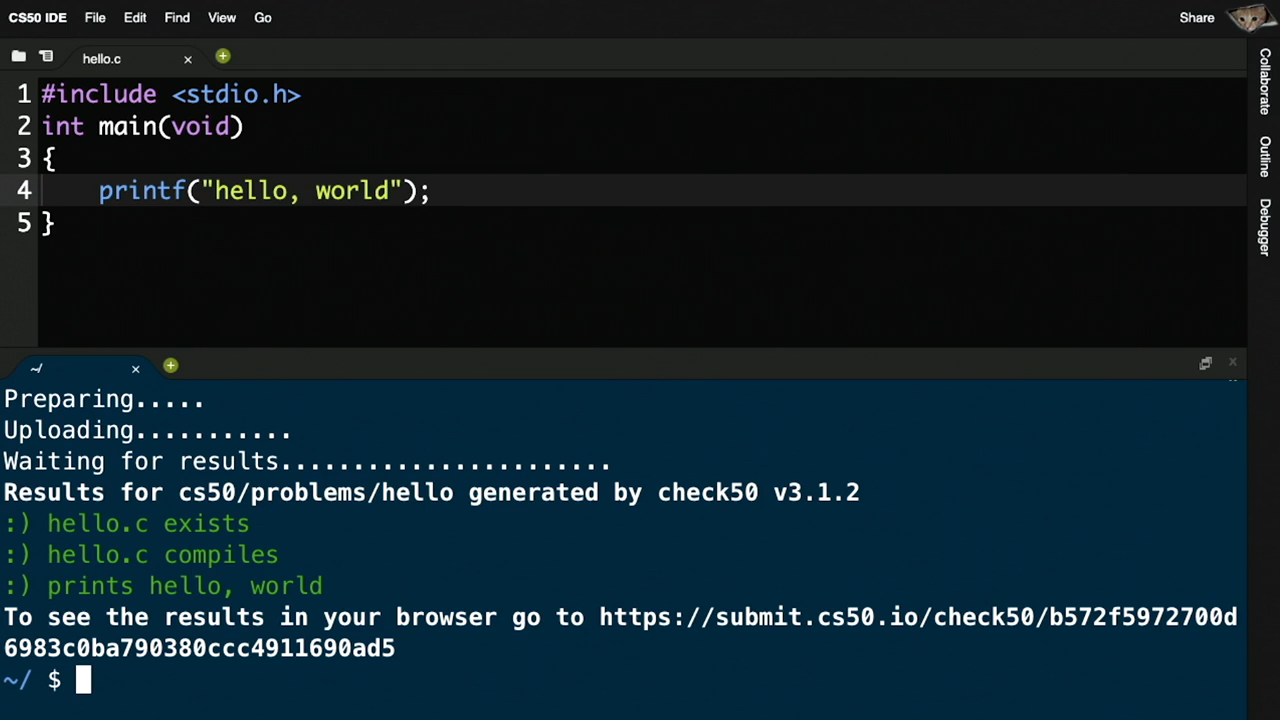 CS50 IDE File Edit Find View Go Share
hello.c
1 #include <stdio.h>
2 int main(void)
3 {
4     printf("hello, world");
5 }
Collaborate
Outline
Debugger
~/
Preparing.....
Uploading...........
Waiting for results.......................
Results for cs50/problems/hello generated by check50 v3.1.2
:) hello.c exists
:) hello.c compiles
:) prints hello, world
To see the results in your browser go to https://submit.cs50.io/check50/b572f5972700d
6983c0ba790380ccc4911690ad5
~/ $